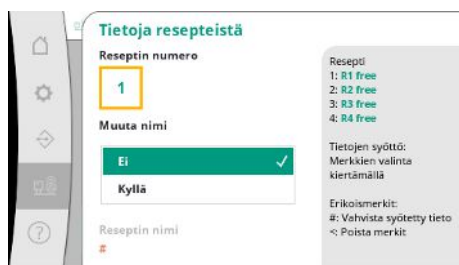 Tietoja resepteistä
Reseptin numero
1
Muuta nimi
Ei
Kyllä
Reseptin nimi
#
Resepti
1: R1 free
2: R2 free
3: R3 free
4: R4 free
Tietojen syöttö:
Merkkien valinta
kiertämällä
Erikoismerkit:
#: Vahvista syötetty tieto
<: Poista merkit
?